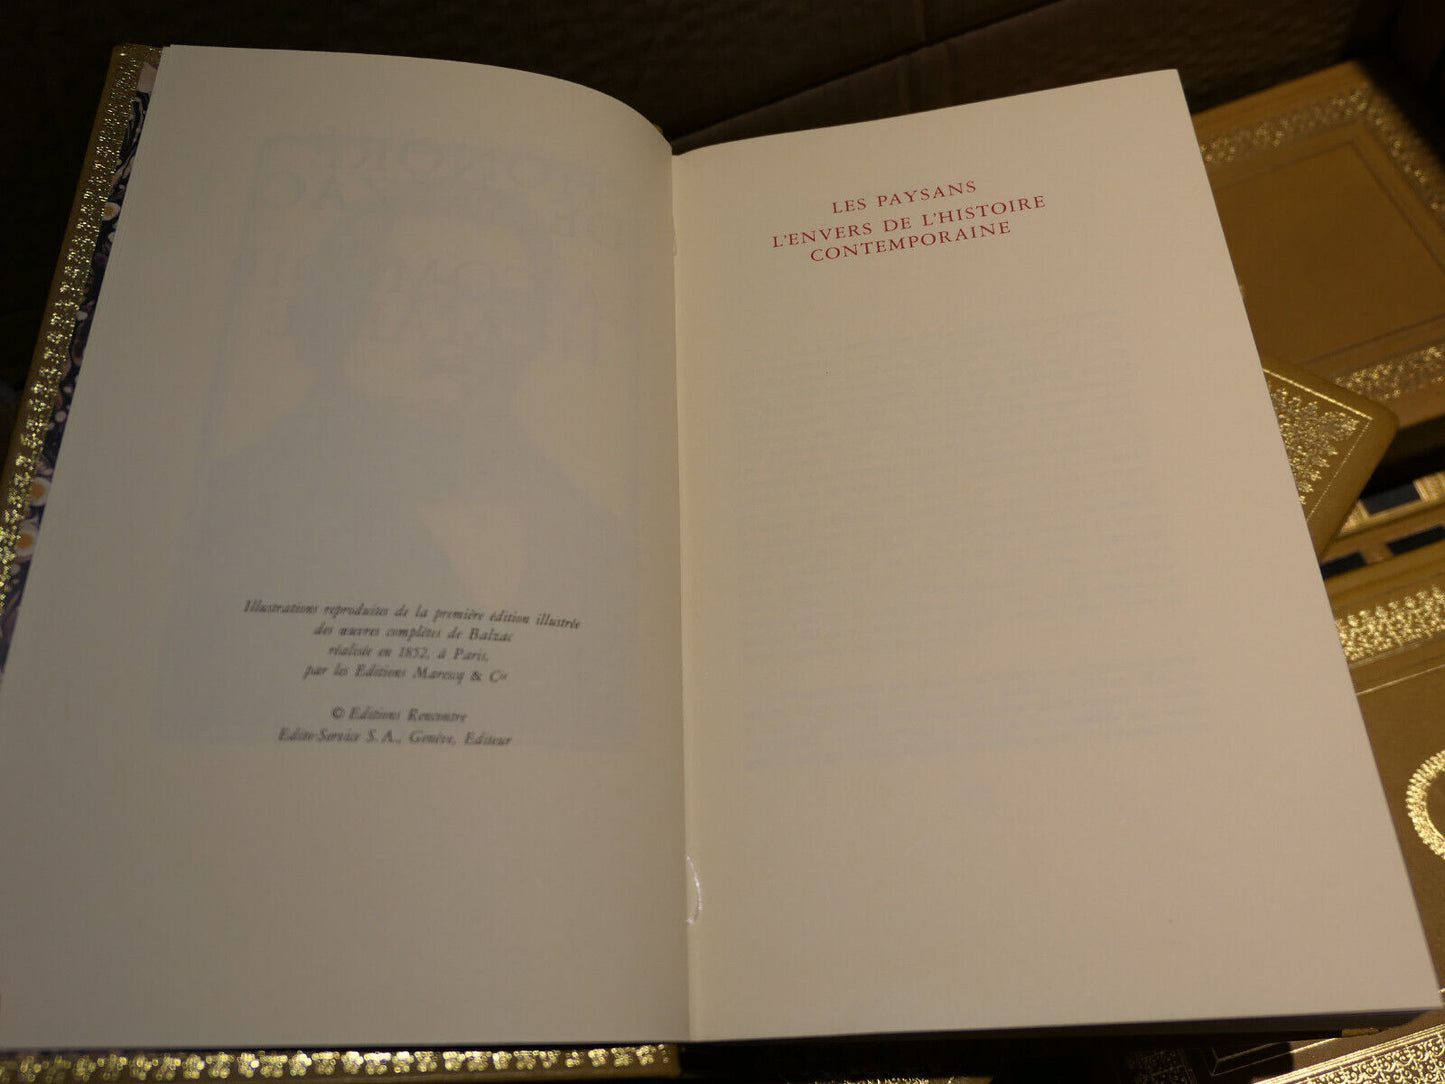 Illustrations reproduites de la première édition illustrée
des œuvres complètes de Balzac
réalisée en 1852, à Paris,
par les Editions Marescq & Cie
© Editions Rencontre
Edito-Service S. A., Genève, Editeur
LES PAYSANS
L'ENVERS DE L'HISTOIRE
CONTEMPORAINE